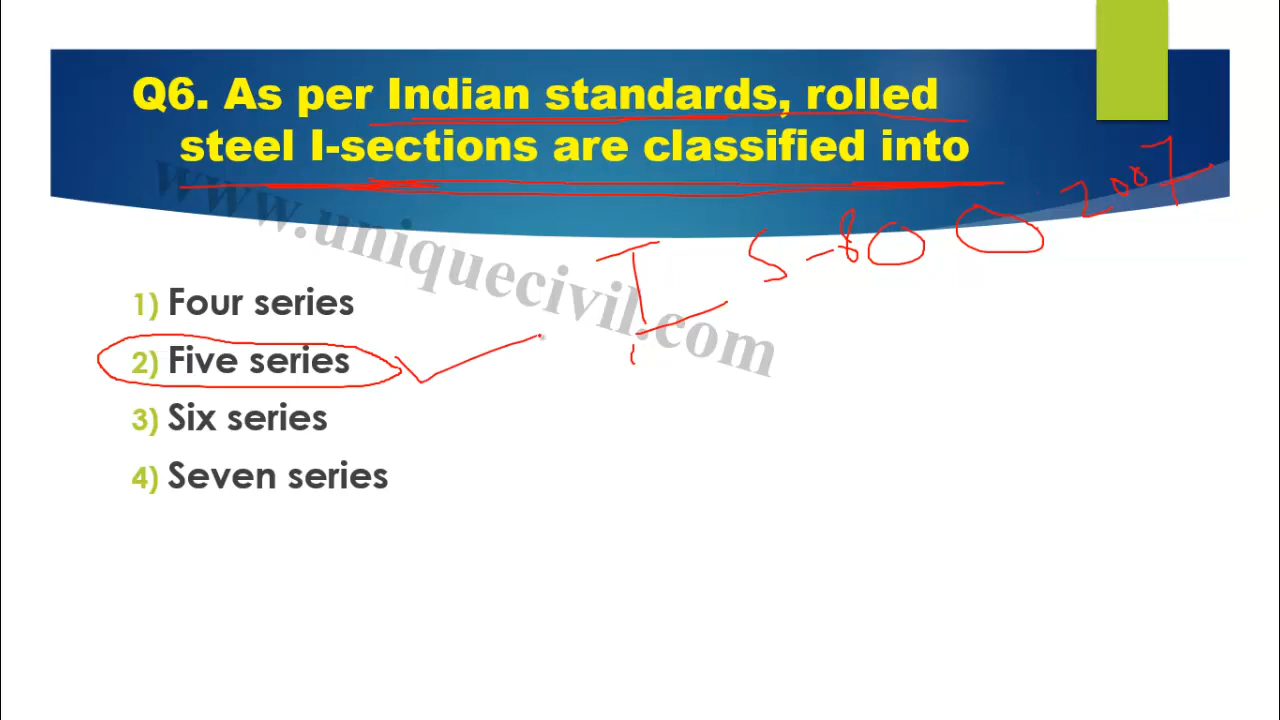 Q6. As per Indian standards, rolled
steel I-sections are classified into
www.uniquecivil.com
I S-800 2007
1) Four series
2) Five series
3) Six series
4) Seven series